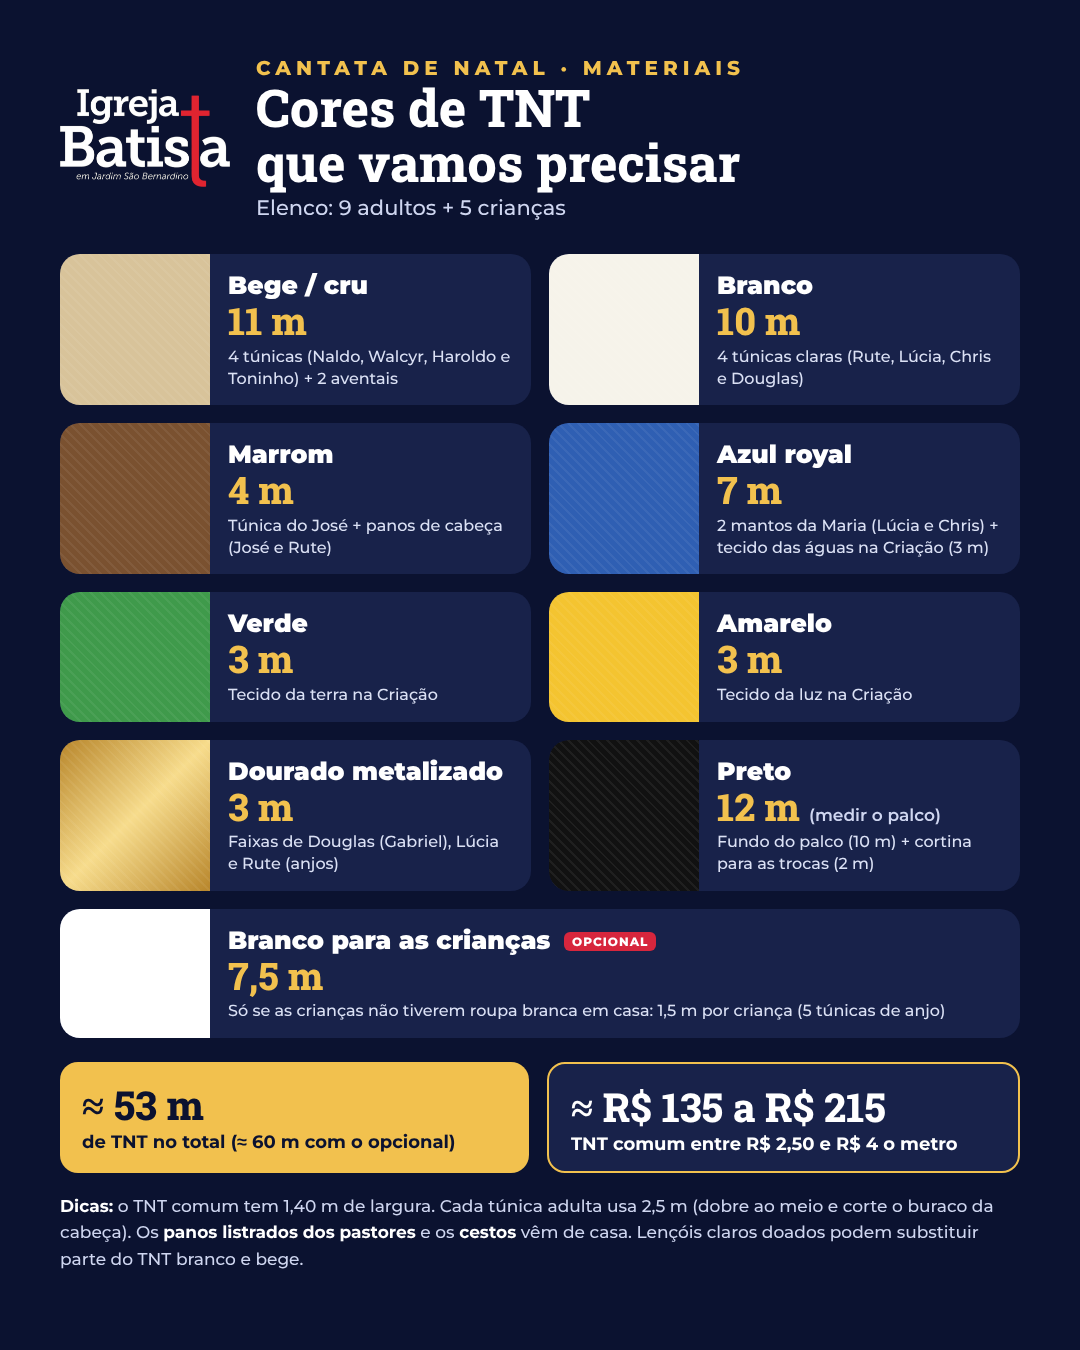 Igreja
Batista
em Jardim São Bernardino
CANTATA DE NATAL · MATERIAIS
Cores de TNT
que vamos precisar
Elenco: 9 adultos + 5 crianças
Bege / cru
11 m
4 túnicas (Naldo, Walcyr, Haroldo e
Toninho) + 2 aventais
Branco
10 m
4 túnicas claras (Rute, Lúcia, Chris
e Douglas)
Marrom
4 m
Túnica do José + panos de cabeça
(José e Rute)
Azul royal
7 m
2 mantos da Maria (Lúcia e Chris) +
tecido das águas na Criação (3 m)
Verde
3 m
Tecido da terra na Criação
Amarelo
3 m
Tecido da luz na Criação
Dourado metalizado
3 m
Faixas de Douglas (Gabriel), Lúcia
e Rute (anjos)
Preto
12 m (medir o palco)
Fundo do palco (10 m) + cortina
para as trocas (2 m)
Branco para as crianças OPCIONAL
7,5 m
Só se as crianças não tiverem roupa branca em casa: 1,5 m por criança (5 túnicas de anjo)
≈ 53 m
de TNT no total (≈ 60 m com o opcional)
≈ R$ 135 a R$ 215
TNT comum entre R$ 2,50 e R$ 4 o metro
Dicas: o TNT comum tem 1,40 m de largura. Cada túnica adulta usa 2,5 m (dobre ao meio e corte o buraco da
cabeça). Os panos listrados dos pastores e os cestos vêm de casa. Lençóis claros doados podem substituir
parte do TNT branco e bege.